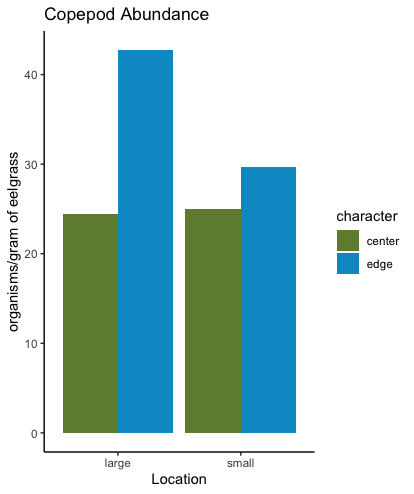 Copepod Abundance
organisms/gram of eelgrass
40
30
20
10
0
large
small
Location
character
center
edge